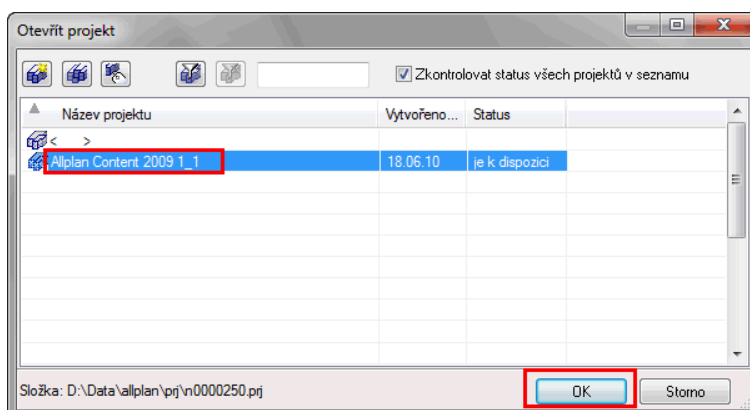 Otevřít projekt
Zkontrolovat status všech projektů v seznamu
Název projektu Vytvořeno... Status
< >
Allplan Content 2009 1_1 18.06.10 je k dispozici
Složka: D:\Data\allplan\prj\n0000250.prj OK Storno